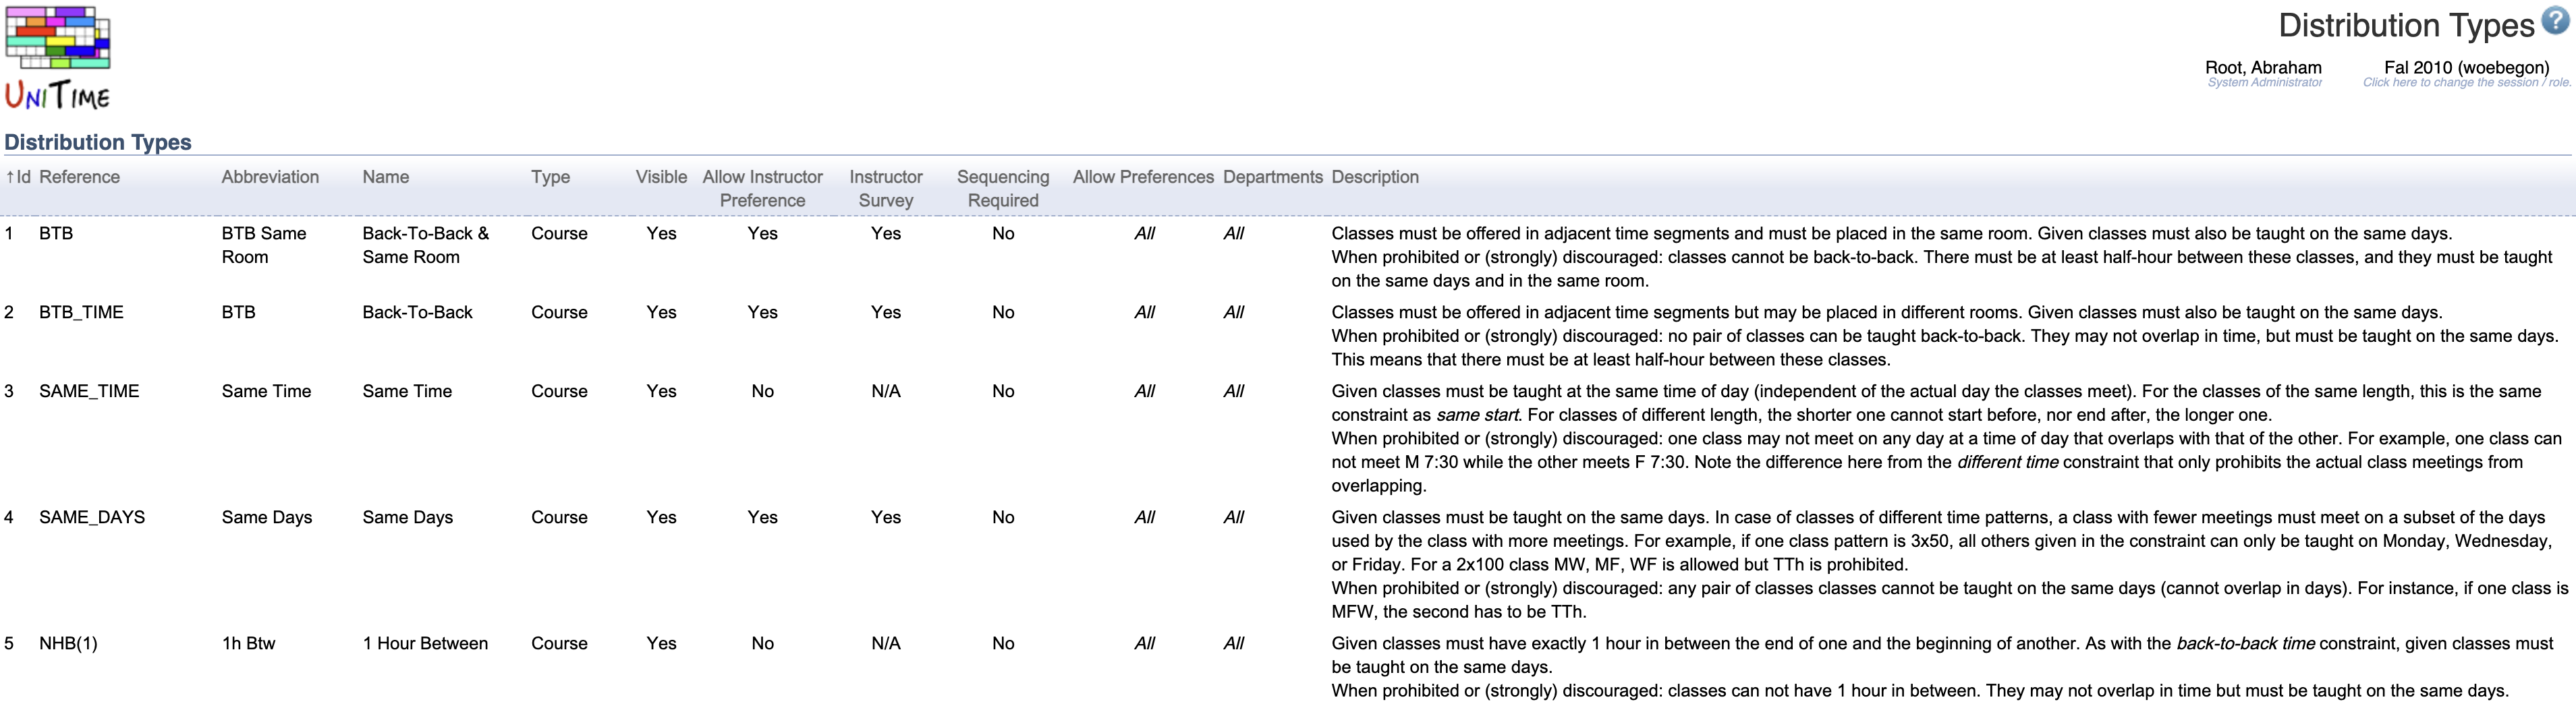 Distribution Types ?
Root, Abraham
System Administrator
Fal 2010 (woebegon)
Click here to change the session / role.
UNITIME
Distribution Types
↑Id Reference Abbreviation Name Type Visible Allow Instructor Preference Instructor Survey Sequencing Required Allow Preferences Departments Description
1 BTB BTB Same Room Back-To-Back & Same Room Course Yes Yes Yes No All All Classes must be offered in adjacent time segments and must be placed in the same room. Given classes must also be taught on the same days.
When prohibited or (strongly) discouraged: classes cannot be back-to-back. There must be at least half-hour between these classes, and they must be taught
on the same days and in the same room.
2 BTB_TIME BTB Back-To-Back Course Yes Yes Yes No All All Classes must be offered in adjacent time segments but may be placed in different rooms. Given classes must also be taught on the same days.
When prohibited or (strongly) discouraged: no pair of classes can be taught back-to-back. They may not overlap in time, but must be taught on the same days.
This means that there must be at least half-hour between these classes.
3 SAME_TIME Same Time Same Time Course Yes No N/A No All All Given classes must be taught at the same time of day (independent of the actual day the classes meet). For the classes of the same length, this is the same
constraint as same start. For classes of different length, the shorter one cannot start before, nor end after, the longer one.
When prohibited or (strongly) discouraged: one class may not meet on any day at a time of day that overlaps with that of the other. For example, one class can
not meet M 7:30 while the other meets F 7:30. Note the difference here from the different time constraint that only prohibits the actual class meetings from
overlapping.
4 SAME_DAYS Same Days Same Days Course Yes Yes Yes No All All Given classes must be taught on the same days. In case of classes of different time patterns, a class with fewer meetings must meet on a subset of the days
used by the class with more meetings. For example, if one class pattern is 3x50, all others given in the constraint can only be taught on Monday, Wednesday,
or Friday. For a 2x100 class MW, MF, WF is allowed but TTh is prohibited.
When prohibited or (strongly) discouraged: any pair of classes classes cannot be taught on the same days (cannot overlap in days). For instance, if one class is
MFW, the second has to be TTh.
5 NHB(1) 1h Btw 1 Hour Between Course Yes No N/A No All All Given classes must have exactly 1 hour in between the end of one and the beginning of another. As with the back-to-back time constraint, given classes must
be taught on the same days.
When prohibited or (strongly) discouraged: classes can not have 1 hour in between. They may not overlap in time but must be taught on the same days.